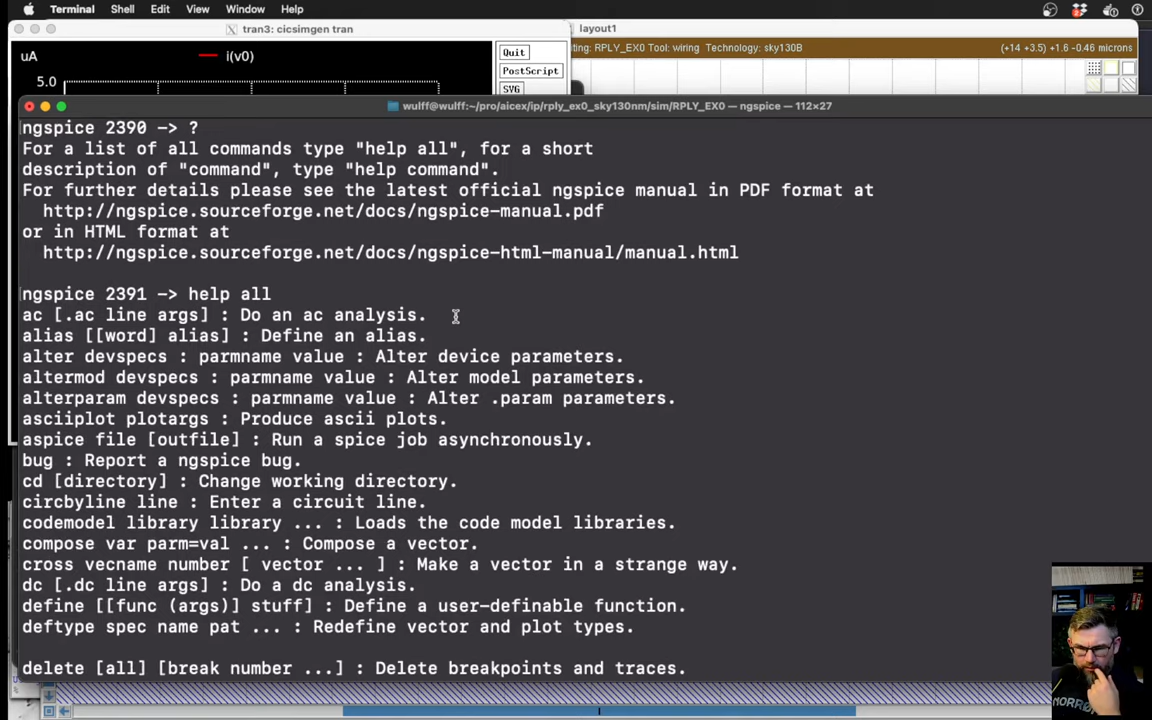 Terminal Shell Edit View Window Help
tran3: cicsimgen tran
layout1
uA
i(v0)
5.0
Quit
PostScript
SVG
ting: RPLY_EX0 Tool: wiring Technology: sky130B
(+14 +3.5) +1.6 -0.46 microns
wulff@wulff:~/pro/aicex/ip/rply_ex0_sky130nm/sim/RPLY_EX0 — ngspice — 112×27
ngspice 2390 -> ?
For a list of all commands type "help all", for a short
description of "command", type "help command".
For further details please see the latest official ngspice manual in PDF format at
http://ngspice.sourceforge.net/docs/ngspice-manual.pdf
or in HTML format at
http://ngspice.sourceforge.net/docs/ngspice-html-manual/manual.html
ngspice 2391 -> help all
ac [.ac line args] : Do an ac analysis.
alias [[word] alias] : Define an alias.
alter devspecs : parmname value : Alter device parameters.
altermod devspecs : parmname value : Alter model parameters.
alterparam devspecs : parmname value : Alter .param parameters.
asciiplot plotargs : Produce ascii plots.
aspice file [outfile] : Run a spice job asynchronously.
bug : Report a ngspice bug.
cd [directory] : Change working directory.
circbyline line : Enter a circuit line.
codemodel library library ... : Loads the code model libraries.
compose var parm=val ... : Compose a vector.
cross vecname number [ vector ... ] : Make a vector in a strange way.
dc [.dc line args] : Do a dc analysis.
define [[func (args)] stuff] : Define a user-definable function.
deftype spec name pat ... : Redefine vector and plot types.
delete [all] [break number ...] : Delete breakpoints and traces.